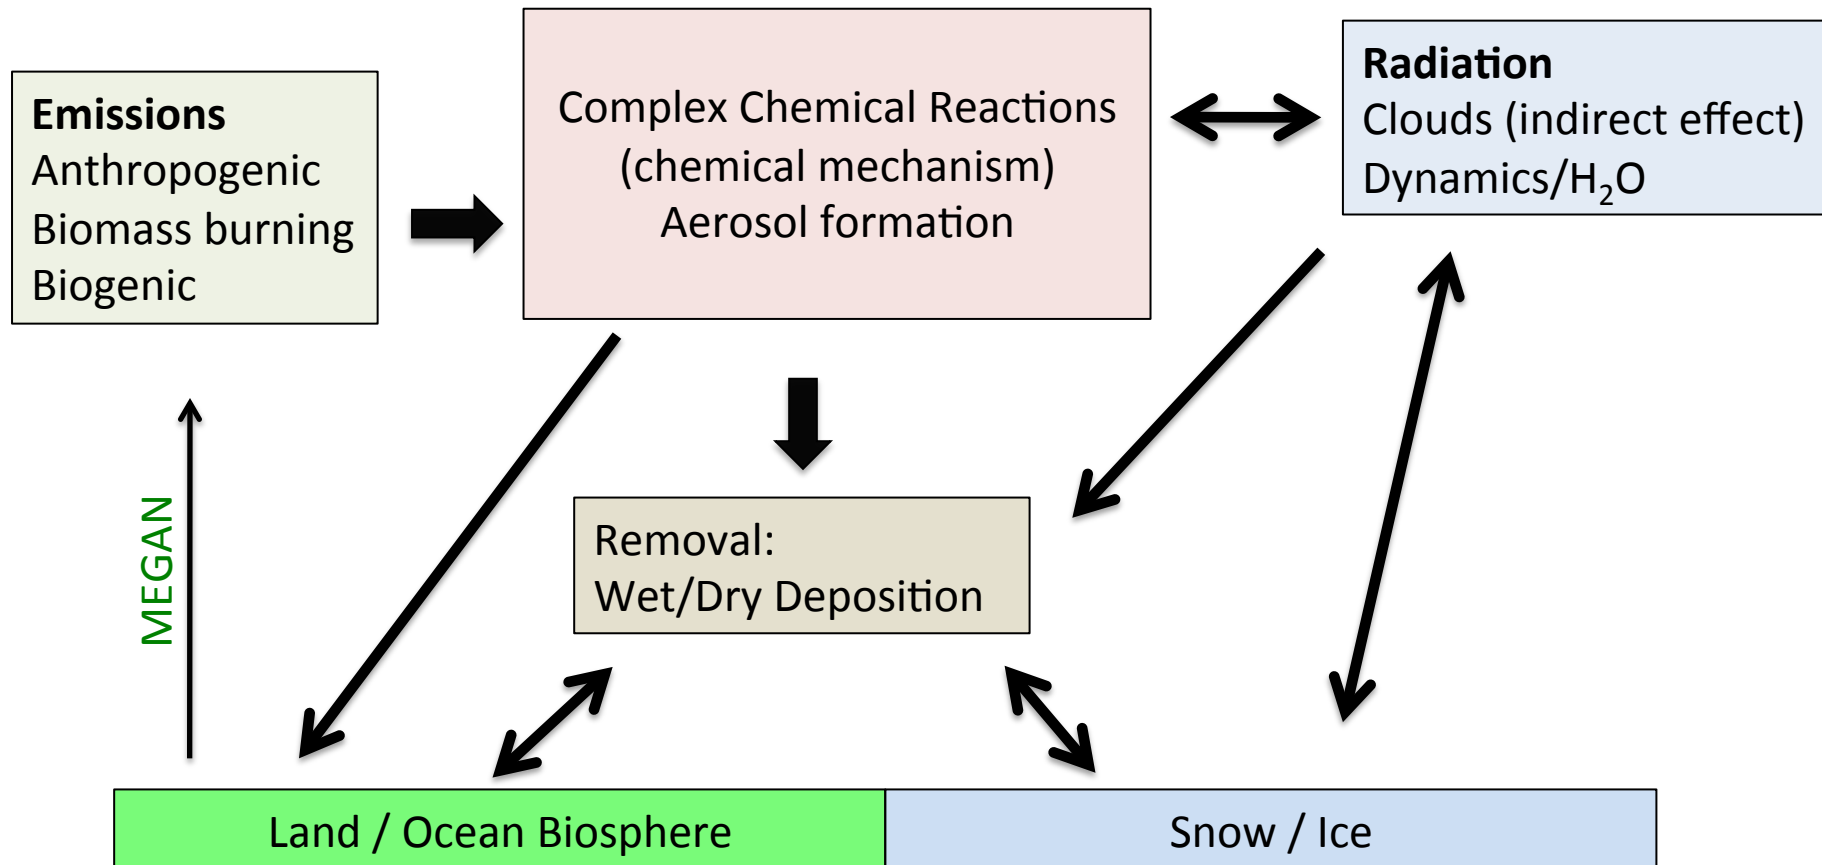 Emissions
Anthropogenic
Biomass burning
Biogenic
Complex Chemical Reactions
(chemical mechanism)
Aerosol formation
Radiation
Clouds (indirect effect)
Dynamics/H₂O
MEGAN
Removal:
Wet/Dry Deposition
Land / Ocean Biosphere
Snow / Ice